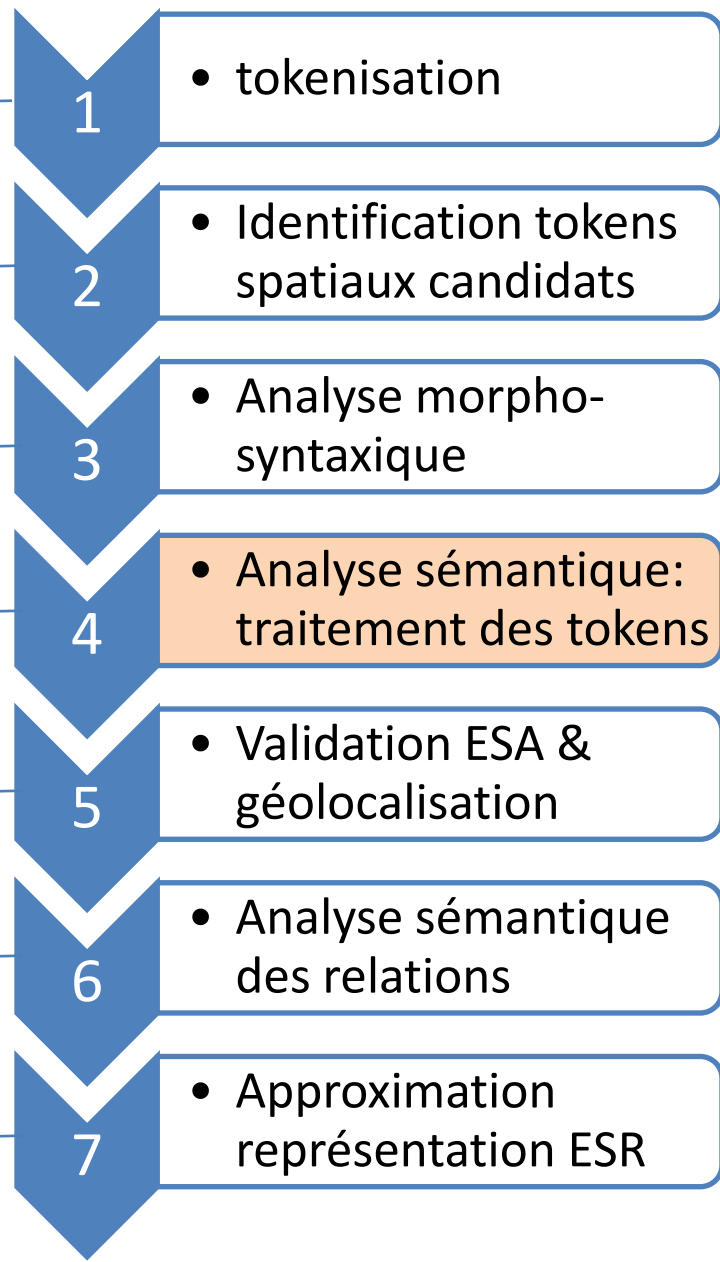 1
• tokenisation
2
• Identification tokens
spatiaux candidats
3
• Analyse morpho-
syntaxique
4
• Analyse sémantique:
traitement des tokens
5
• Validation ESA &
géolocalisation
6
• Analyse sémantique
des relations
7
• Approximation
représentation ESR